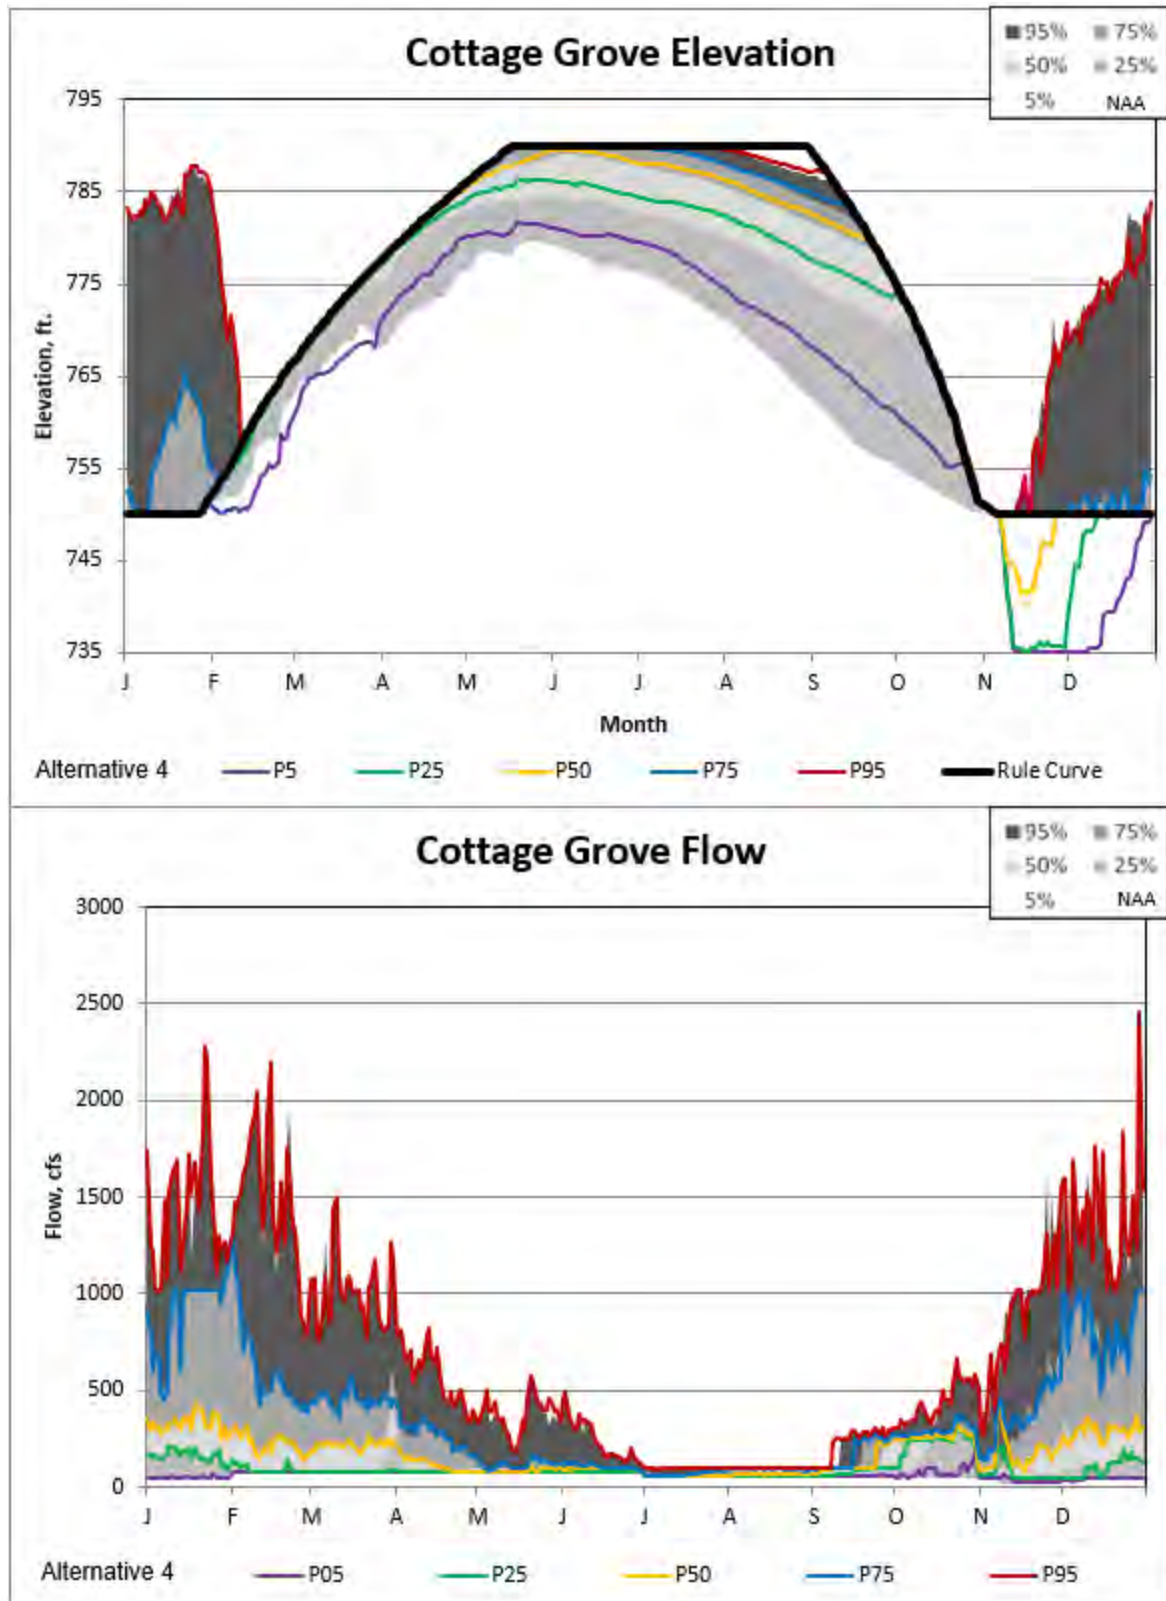 Cottage Grove Elevation
95% 75%
50% 25%
5% NAA
795
785
775
765
755
745
735
Elevation, ft.
J F M A M J J A S O N D
Month
Alternative 4 P5 P25 P50 P75 P95 Rule Curve
Cottage Grove Flow
95% 75%
50% 25%
5% NAA
3000
2500
2000
1500
1000
500
0
Flow, cfs
J F M A M J J A S O N D
Alternative 4 P05 P25 P50 P75 P95